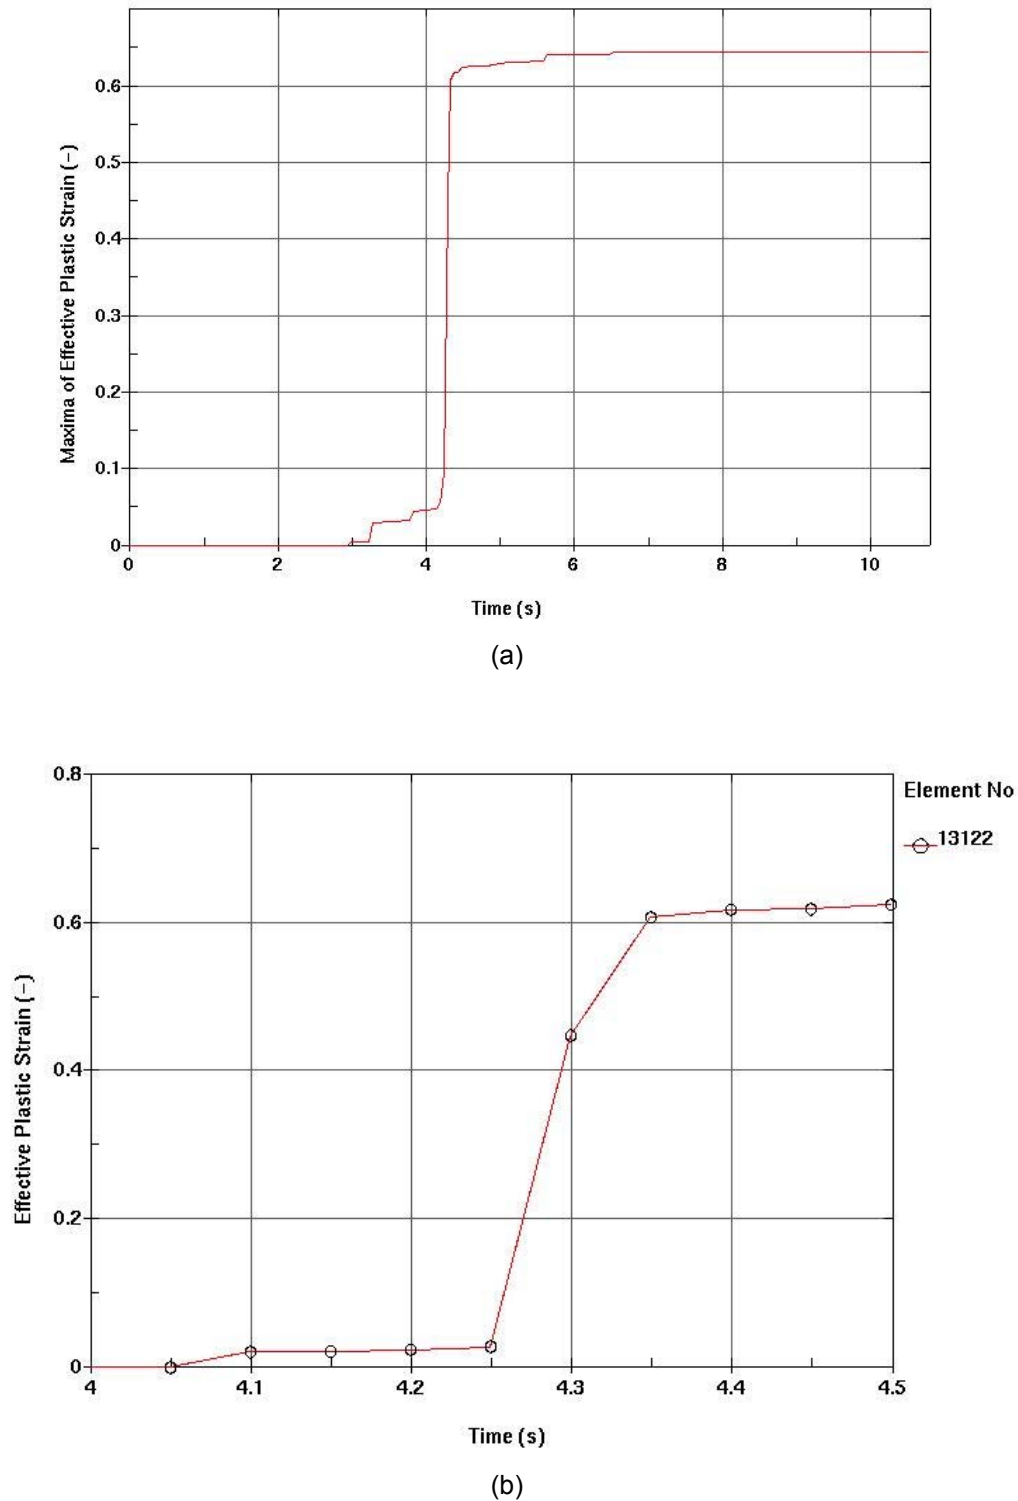 Maxima of Effective Plastic Strain (−)
0.6
0.5
0.4
0.3
0.2
0.1
0
0 2 4 6 8 10
Time (s)
(a)
Effective Plastic Strain (−)
0.8
0.6
0.4
0.2
0
4 4.1 4.2 4.3 4.4 4.5
Element No
13122
Time (s)
(b)